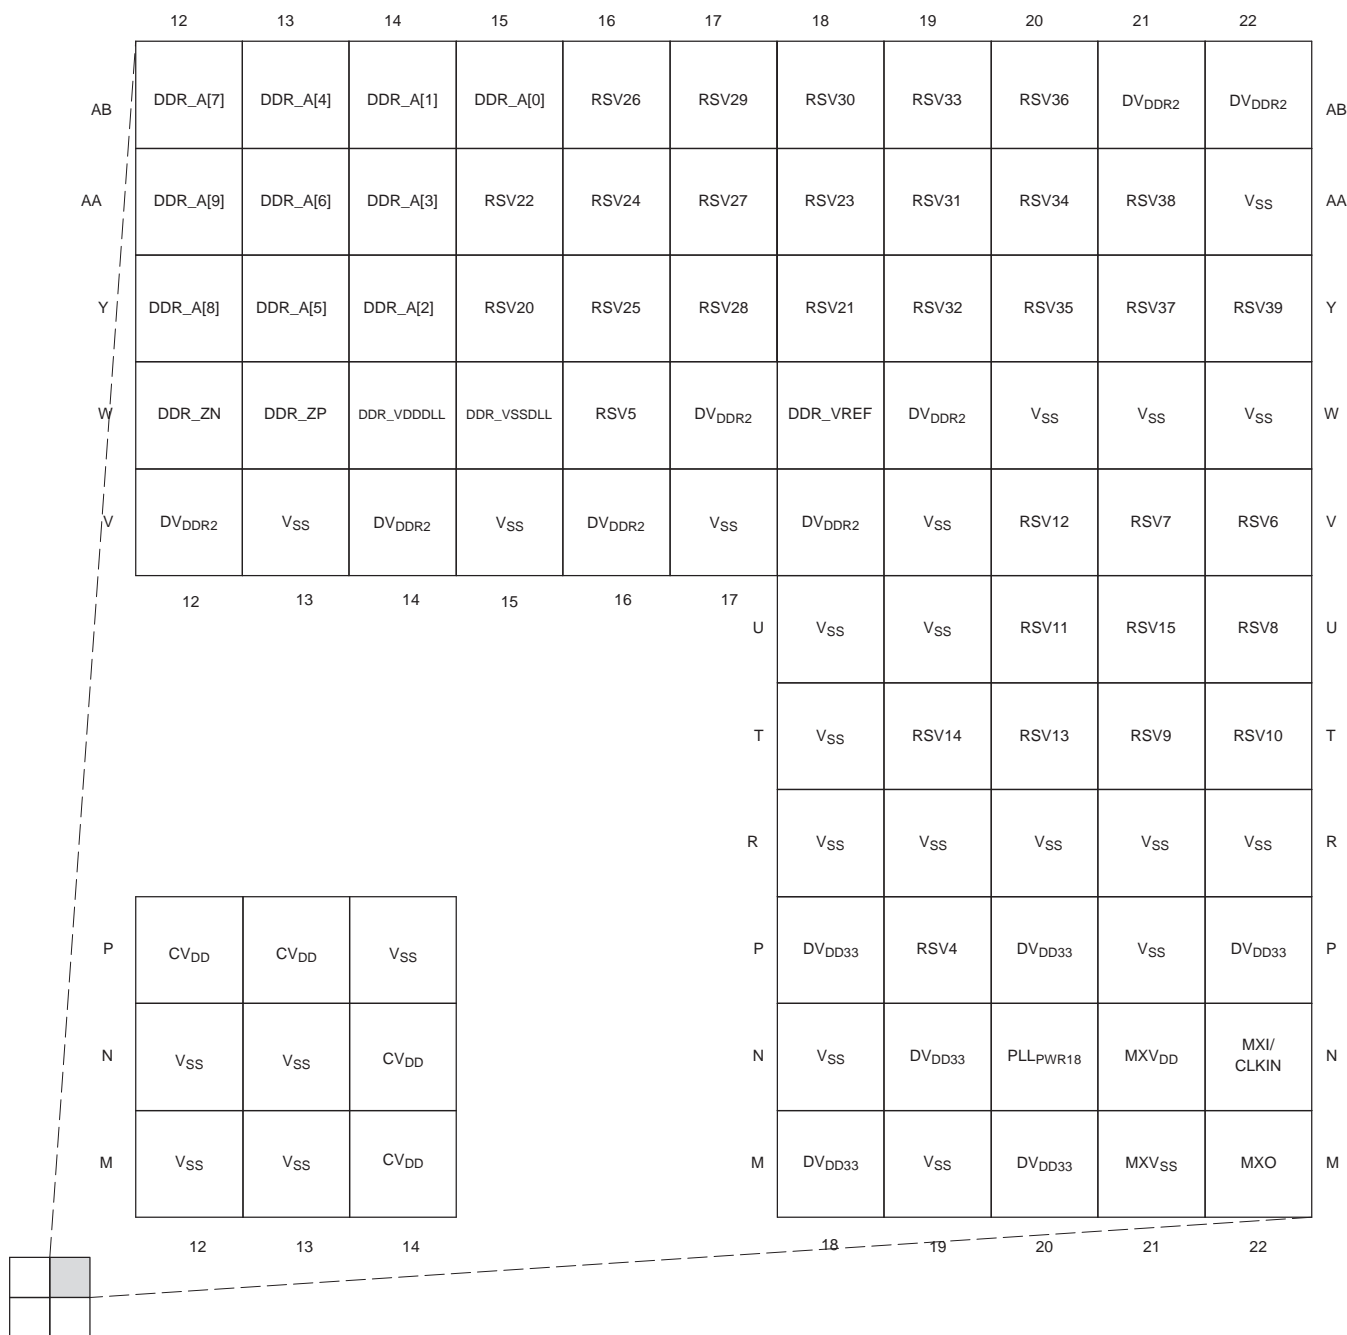 12 13 14 15 16 17 18 19 20 21 22
AB DDR_A[7] DDR_A[4] DDR_A[1] DDR_A[0] RSV26 RSV29 RSV30 RSV33 RSV36 DVDDR2 DVDDR2 AB
AA DDR_A[9] DDR_A[6] DDR_A[3] RSV22 RSV24 RSV27 RSV23 RSV31 RSV34 RSV38 VSS AA
Y DDR_A[8] DDR_A[5] DDR_A[2] RSV20 RSV25 RSV28 RSV21 RSV32 RSV35 RSV37 RSV39 Y
W DDR_ZN DDR_ZP DDR_VDDDLL DDR_VSSDLL RSV5 DVDDR2 DDR_VREF DVDDR2 VSS VSS VSS W
V DVDDR2 VSS DVDDR2 VSS DVDDR2 VSS DVDDR2 VSS RSV12 RSV7 RSV6 V
12 13 14 15 16 17
U VSS VSS RSV11 RSV15 RSV8 U
T VSS RSV14 RSV13 RSV9 RSV10 T
R VSS VSS VSS VSS VSS R
P CVDD CVDD VSS P DVDD33 RSV4 DVDD33 VSS DVDD33 P
N VSS VSS CVDD N VSS DVDD33 PLLPWR18 MXVDD MXI/
CLKIN N
M VSS VSS CVDD M DVDD33 VSS DVDD33 MXVSS MXO M
12 13 14 18 19 20 21 22